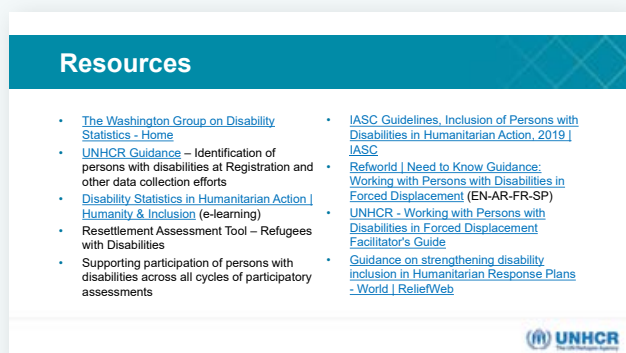 Resources
• The Washington Group on Disability
Statistics - Home
• UNHCR Guidance – Identification of
persons with disabilities at Registration and
other data collection efforts
• Disability Statistics in Humanitarian Action |
Humanity & Inclusion (e-learning)
• Resettlement Assessment Tool – Refugees
with Disabilities
• Supporting participation of persons with
disabilities across all cycles of participatory
assessments
• IASC Guidelines, Inclusion of Persons with
Disabilities in Humanitarian Action, 2019 |
IASC
• Refworld | Need to Know Guidance:
Working with Persons with Disabilities in
Forced Displacement (EN-AR-FR-SP)
• UNHCR - Working with Persons with
Disabilities in Forced Displacement
Facilitator's Guide
• Guidance on strengthening disability
inclusion in Humanitarian Response Plans
- World | ReliefWeb
UNHCR
The UN Refugee Agency